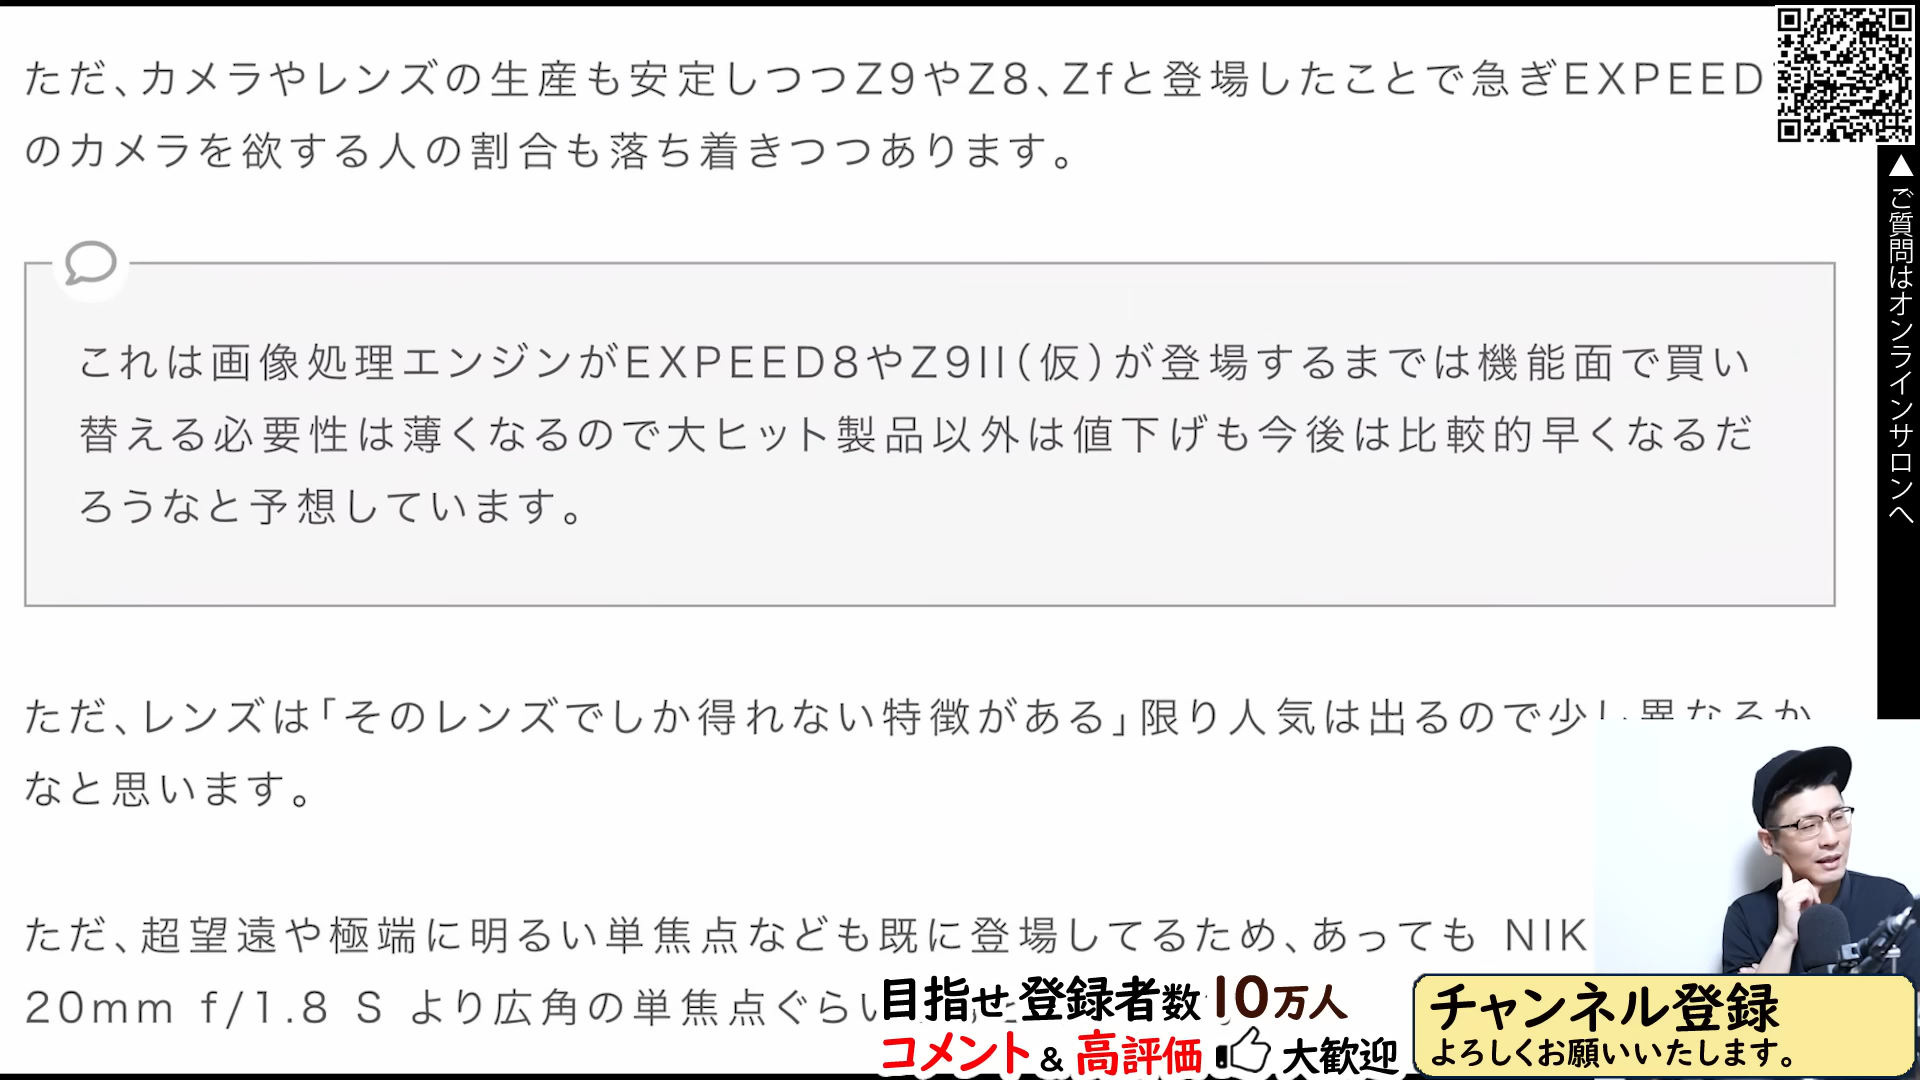 ただ、カメラやレンズの生産も安定しつつZ9やZ8、Zfと登場したことで急ぎEXPEED
のカメラを欲する人の割合も落ち着きつつあります。
これは画像処理エンジンがEXPEED8やZ9II(仮)が登場するまでは機能面で買い
替える必要性は薄くなるので大ヒット製品以外は値下げも今後は比較的早くなるだ
ろうなと予想しています。
ただ、レンズは「そのレンズでしか得れない特徴がある」限り人気は出るので少し異なるか
なと思います。
ただ、超望遠や極端に明るい単焦点なども既に登場してるため、あっても NIK
20mm f/1.8 S より広角の単焦点ぐらい
▲ご質問はオンラインサロンへ
目指せ登録者数10万人
コメント&高評価 大歓迎
チャンネル登録
よろしくお願いいたします。